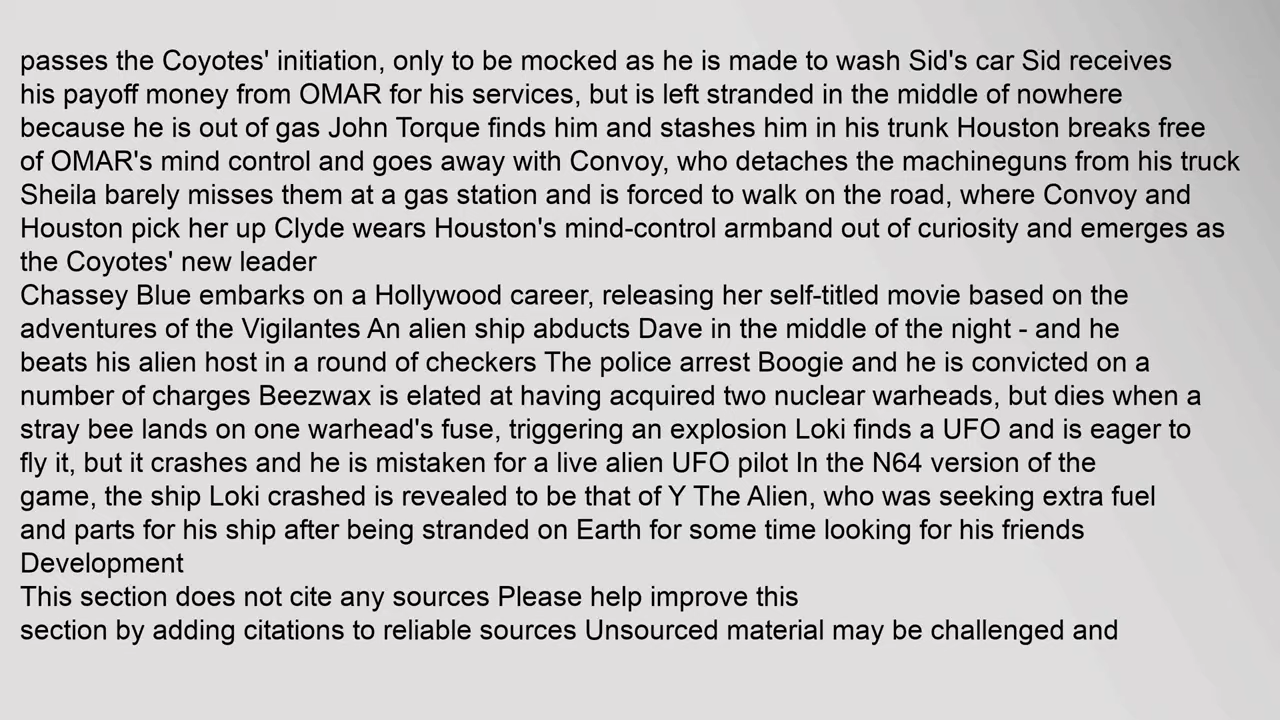 passes the Coyotes' initiation, only to be mocked as he is made to wash Sid's car Sid receives
his payoff money from OMAR for his services, but is left stranded in the middle of nowhere
because he is out of gas John Torque finds him and stashes him in his trunk Houston breaks free
of OMAR's mind control and goes away with Convoy, who detaches the machineguns from his truck
Sheila barely misses them at a gas station and is forced to walk on the road, where Convoy and
Houston pick her up Clyde wears Houston's mind-control armband out of curiosity and emerges as
the Coyotes' new leader
Chassey Blue embarks on a Hollywood career, releasing her self-titled movie based on the
adventures of the Vigilantes An alien ship abducts Dave in the middle of the night - and he
beats his alien host in a round of checkers The police arrest Boogie and he is convicted on a
number of charges Beezwax is elated at having acquired two nuclear warheads, but dies when a
stray bee lands on one warhead's fuse, triggering an explosion Loki finds a UFO and is eager to
fly it, but it crashes and he is mistaken for a live alien UFO pilot In the N64 version of the
game, the ship Loki crashed is revealed to be that of Y The Alien, who was seeking extra fuel
and parts for his ship after being stranded on Earth for some time looking for his friends
Development
This section does not cite any sources Please help improve this
section by adding citations to reliable sources Unsourced material may be challenged and